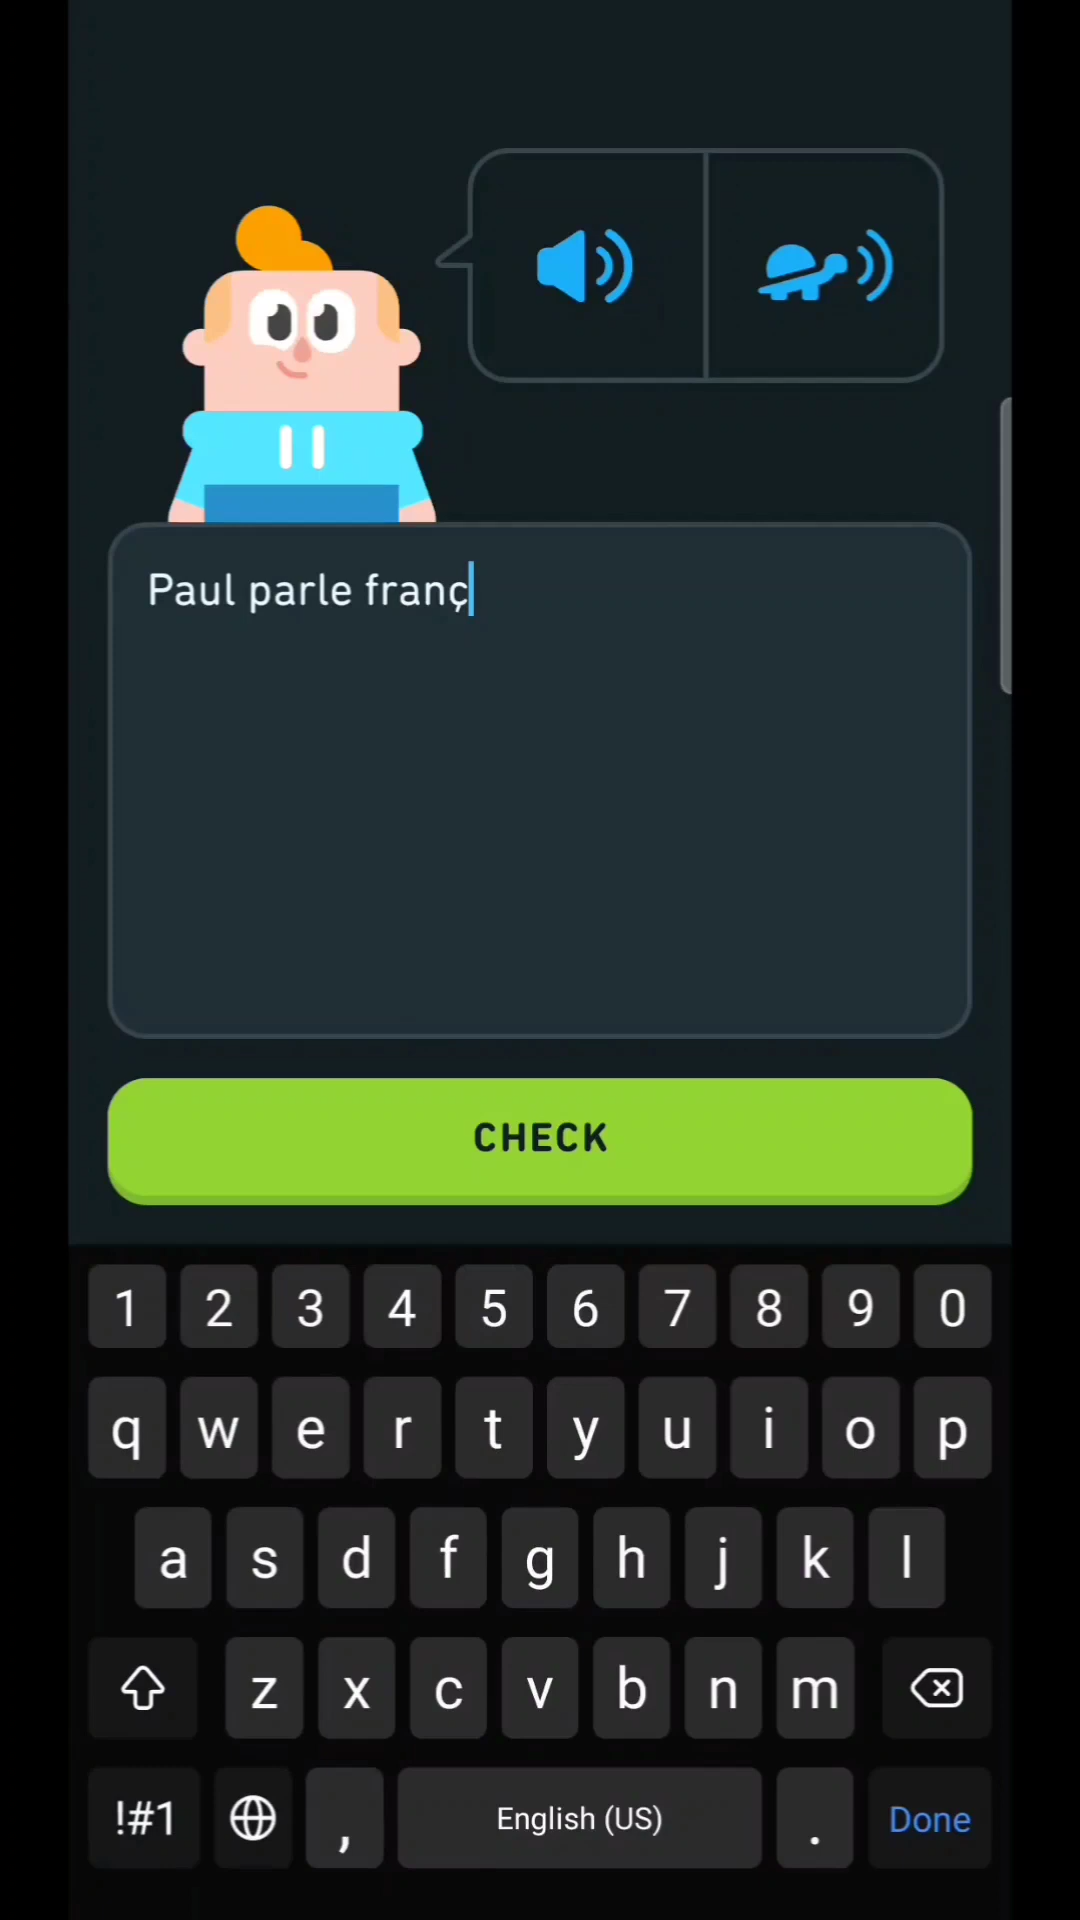 Paul parle franç
CHECK
1 2 3 4 5 6 7 8 9 0
q w e r t y u i o p
a s d f g h j k l
z x c v b n m
!#1 , English (US) . Done